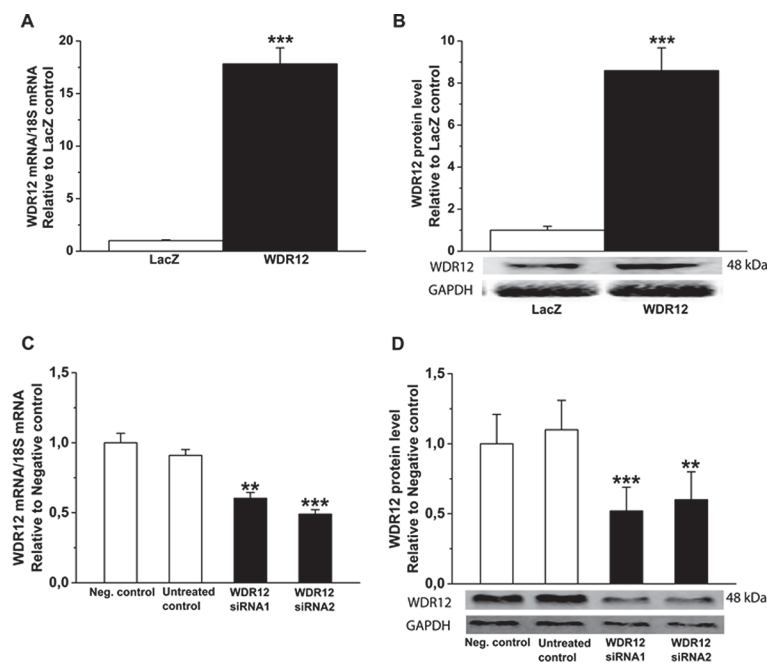 A
WDR12 mRNA/18S mRNA
Relative to LacZ control
20
15
10
5
0
***
LacZ WDR12
B
WDR12 protein level
Relative to LacZ control
10
8
6
4
2
0
***
WDR12 48 kDa
GAPDH
LacZ WDR12
C
WDR12 mRNA/18S mRNA
Relative to Negative control
1,5
1,0
0,5
0,0
**
***
Neg. control Untreated control WDR12 siRNA1 WDR12 siRNA2
D
WDR12 protein level
Relative to Negative control
1,5
1,0
0,5
0,0
***
**
WDR12 48 kDa
GAPDH
Neg. control Untreated control WDR12 siRNA1 WDR12 siRNA2